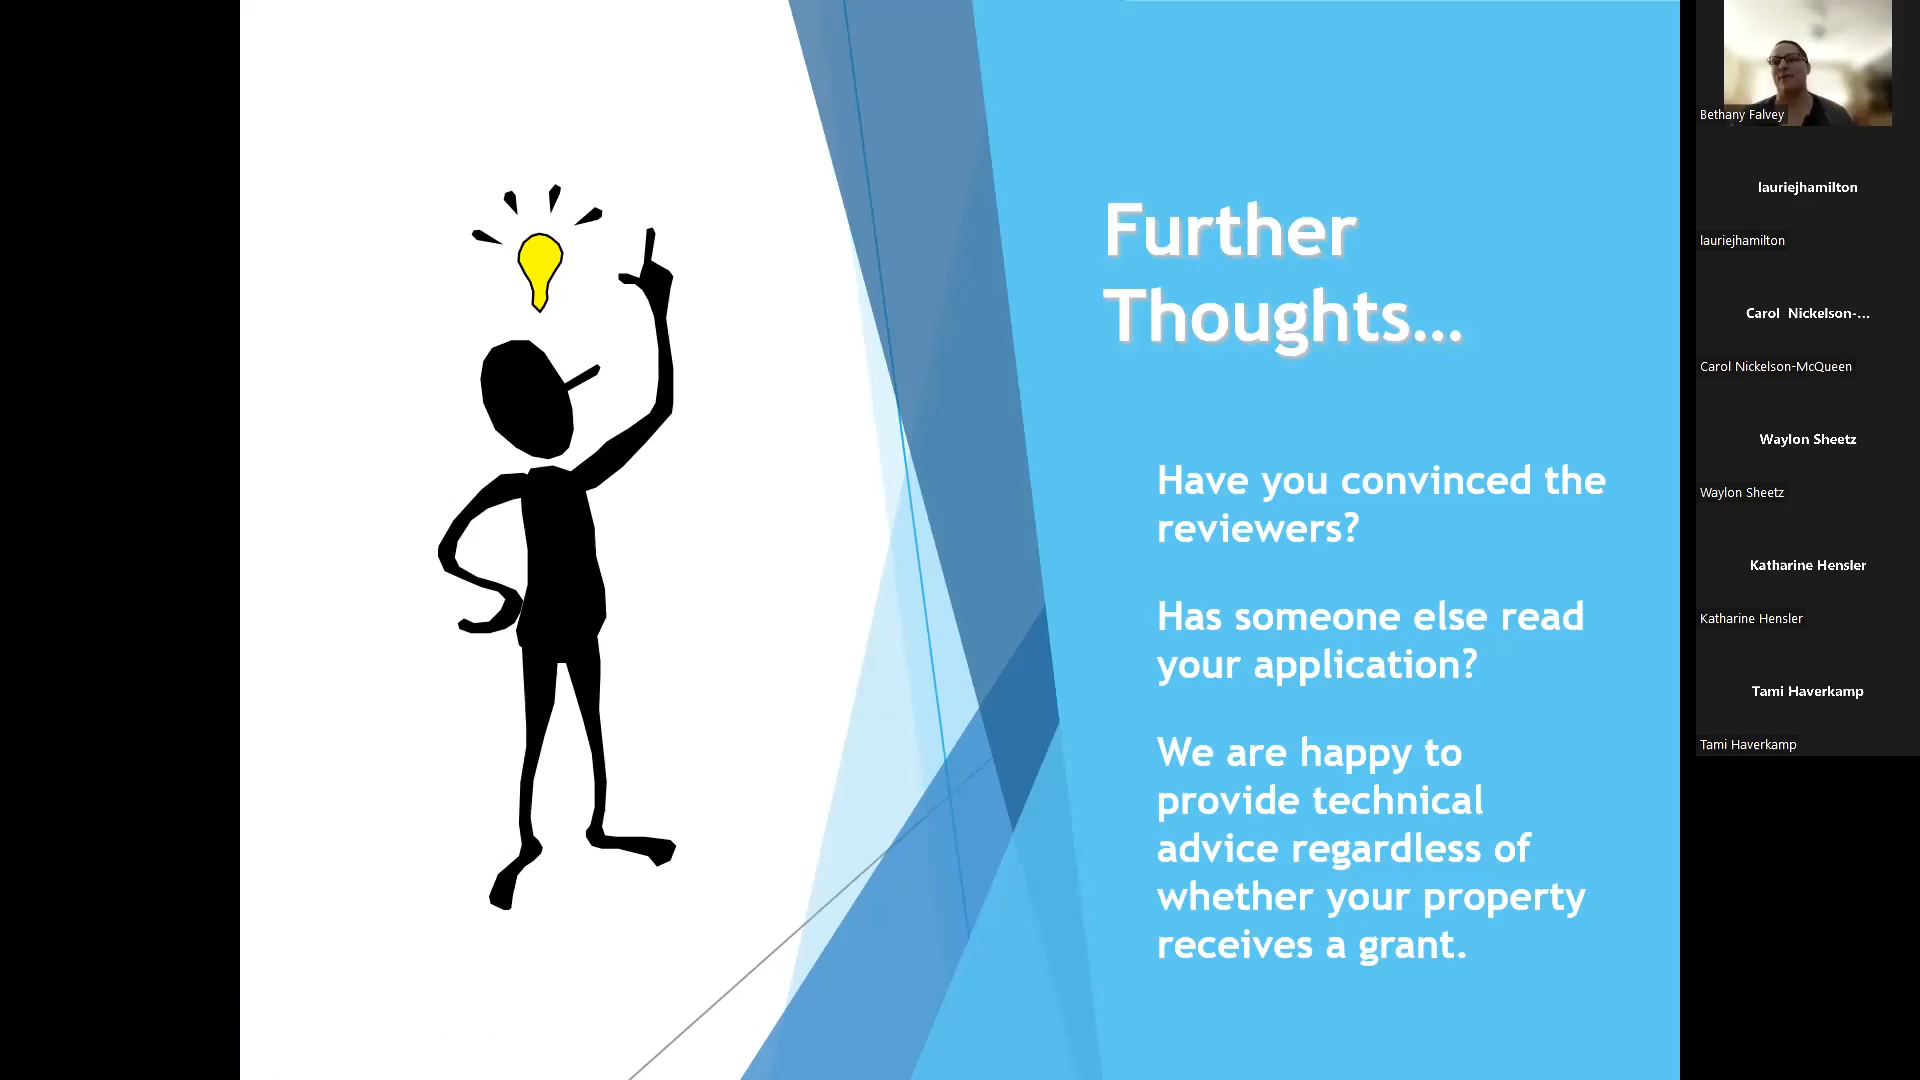 Further
Thoughts...
Have you convinced the
reviewers?
Has someone else read
your application?
We are happy to
provide technical
advice regardless of
whether your property
receives a grant.
Bethany Falvey
lauriejhamilton
lauriejhamilton
Carol Nickelson-...
Carol Nickelson-McQueen
Waylon Sheetz
Waylon Sheetz
Katharine Hensler
Katharine Hensler
Tami Haverkamp
Tami Haverkamp